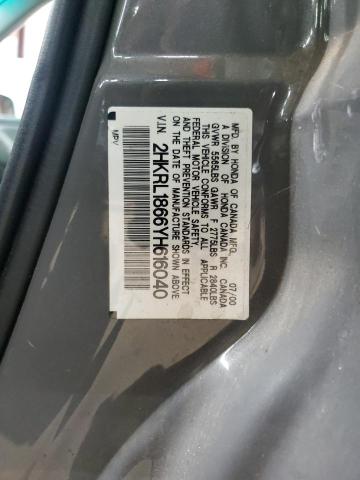 MFD. BY HONDA OF CANADA MFG.,
A DIVISION OF HONDA CANADA INC. 07/00
GVWR 5565LBS GAWR F 2775LBS R 2840LBS
THIS VEHICLE CONFORMS TO ALL APPLICABLE
FEDERAL MOTOR VEHICLE SAFETY
AND THEFT PREVENTION STANDARDS IN EFFECT
ON THE DATE OF MANUFACTURE SHOWN ABOVE.
V.I.N. 2HKRL1866YH616040
MPV CANADA